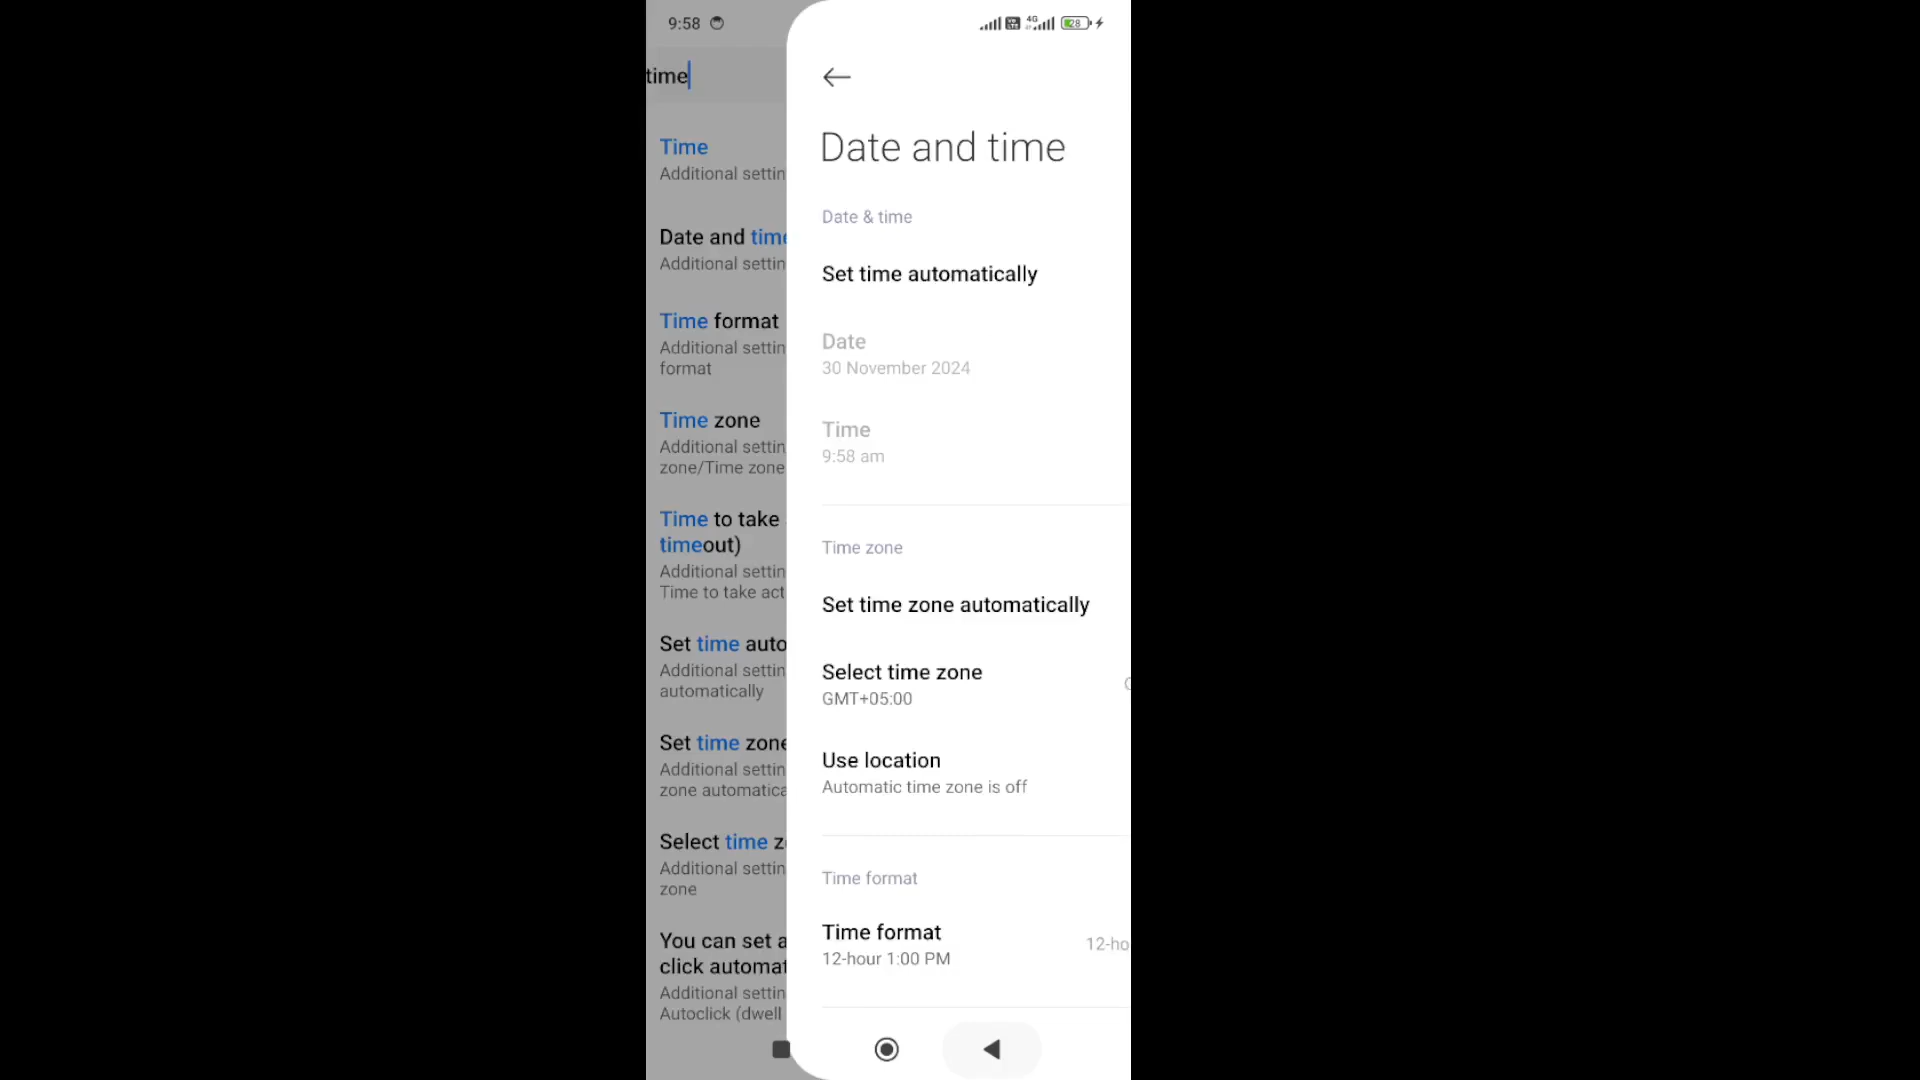 9:58
4G
28
time
Time
Additional settin
Date and time
Additional settin
Time format
Additional settin
format
Time zone
Additional settin
zone/Time zone
Time to take
timeout)
Additional settin
Time to take act
Set time auto
Additional settin
automatically
Set time zone
Additional settin
zone automatica
Select time z
Additional settin
zone
You can set a
click automat
Additional settin
Autoclick (dwell
Date and time
Date & time
Set time automatically
Date
30 November 2024
Time
9:58 am
Time zone
Set time zone automatically
Select time zone
GMT+05:00
Use location
Automatic time zone is off
Time format
Time format
12-hour 1:00 PM
12-ho